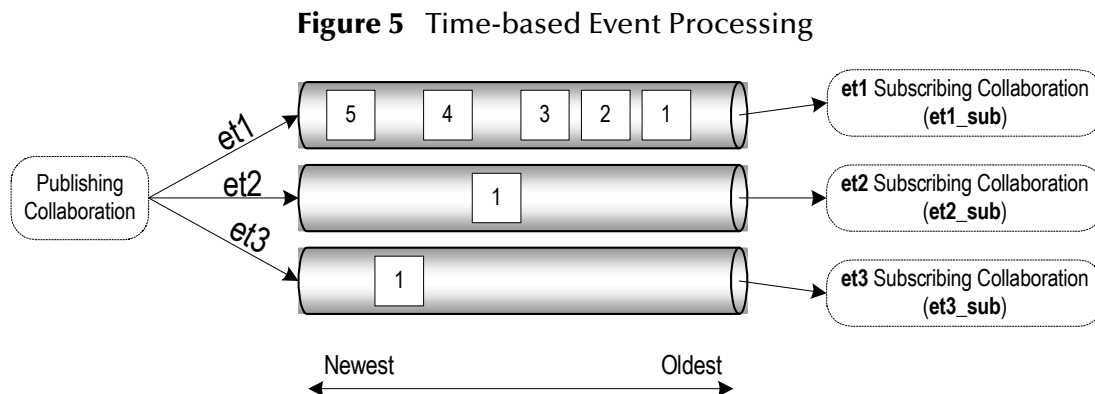 Figure 5 Time-based Event Processing
et1
5 4 3 2 1
et1 Subscribing Collaboration
(et1_sub)
Publishing
Collaboration
et2
1
et2 Subscribing Collaboration
(et2_sub)
et3
1
et3 Subscribing Collaboration
(et3_sub)
Newest Oldest